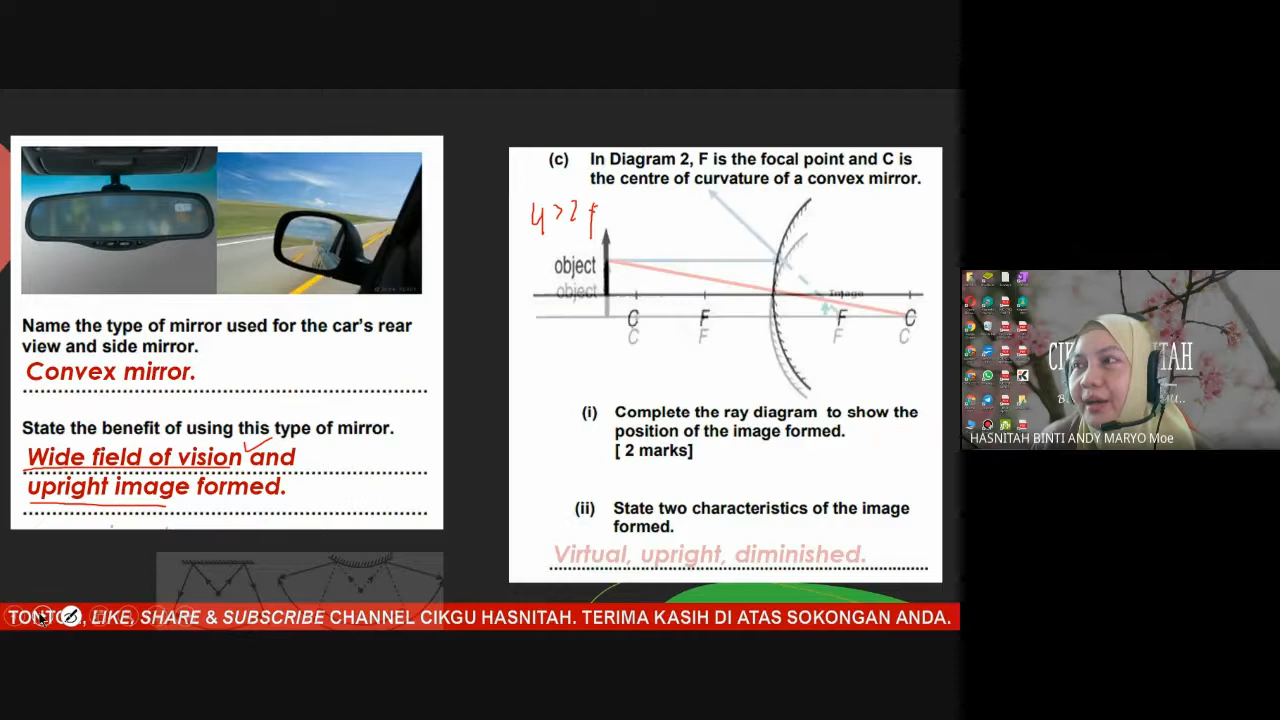 Name the type of mirror used for the car's rear
view and side mirror.
Convex mirror.
State the benefit of using this type of mirror.
Wide field of vision and
upright image formed.
(c) In Diagram 2, F is the focal point and C is
the centre of curvature of a convex mirror.
u > 2 f
object
object
Image
C F F C
C F F C
(i) Complete the ray diagram to show the
position of the image formed.
[ 2 marks]
(ii) State two characteristics of the image
formed.
Virtual, upright, diminished.
HASNITAH BINTI ANDY MARYO Moe
LIKE, SHARE & SUBSCRIBE CHANNEL CIKGU HASNITAH. TERIMA KASIH DI ATAS SOKONGAN ANDA.